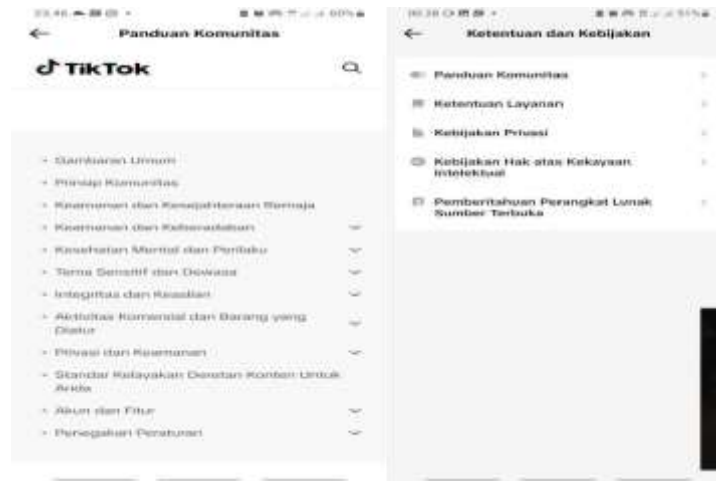 Panduan Komunitas
TikTok
Gambaran Umum
Prinsip Komunitas
Keamanan dan Kesejahteraan Remaja
Keamanan dan Keberadaban
Kesehatan Mental dan Perilaku
Tema Sensitif dan Dewasa
Integritas dan Keaslian
Aktivitas Komersial dan Barang yang
Diatur
Privasi dan Keamanan
Standar Kelayakan Deretan Konten Untuk
Anda
Akun dan Fitur
Penegakan Peraturan
Ketentuan dan Kebijakan
Panduan Komunitas
Ketentuan Layanan
Kebijakan Privasi
Kebijakan Hak atas Kekayaan
Intelektual
Pemberitahuan Perangkat Lunak
Sumber Terbuka